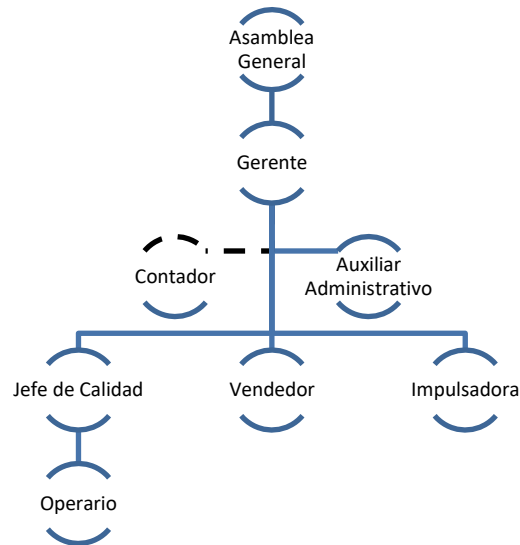 Asamblea
General
Gerente
Contador
Auxiliar
Administrativo
Jefe de Calidad
Vendedor
Impulsadora
Operario